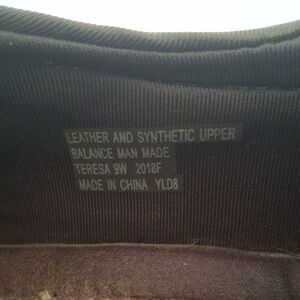 LEATHER AND SYNTHETIC UPPER
BALANCE MAN MADE
TERESA 9W 2018F
MADE IN CHINA YLD8